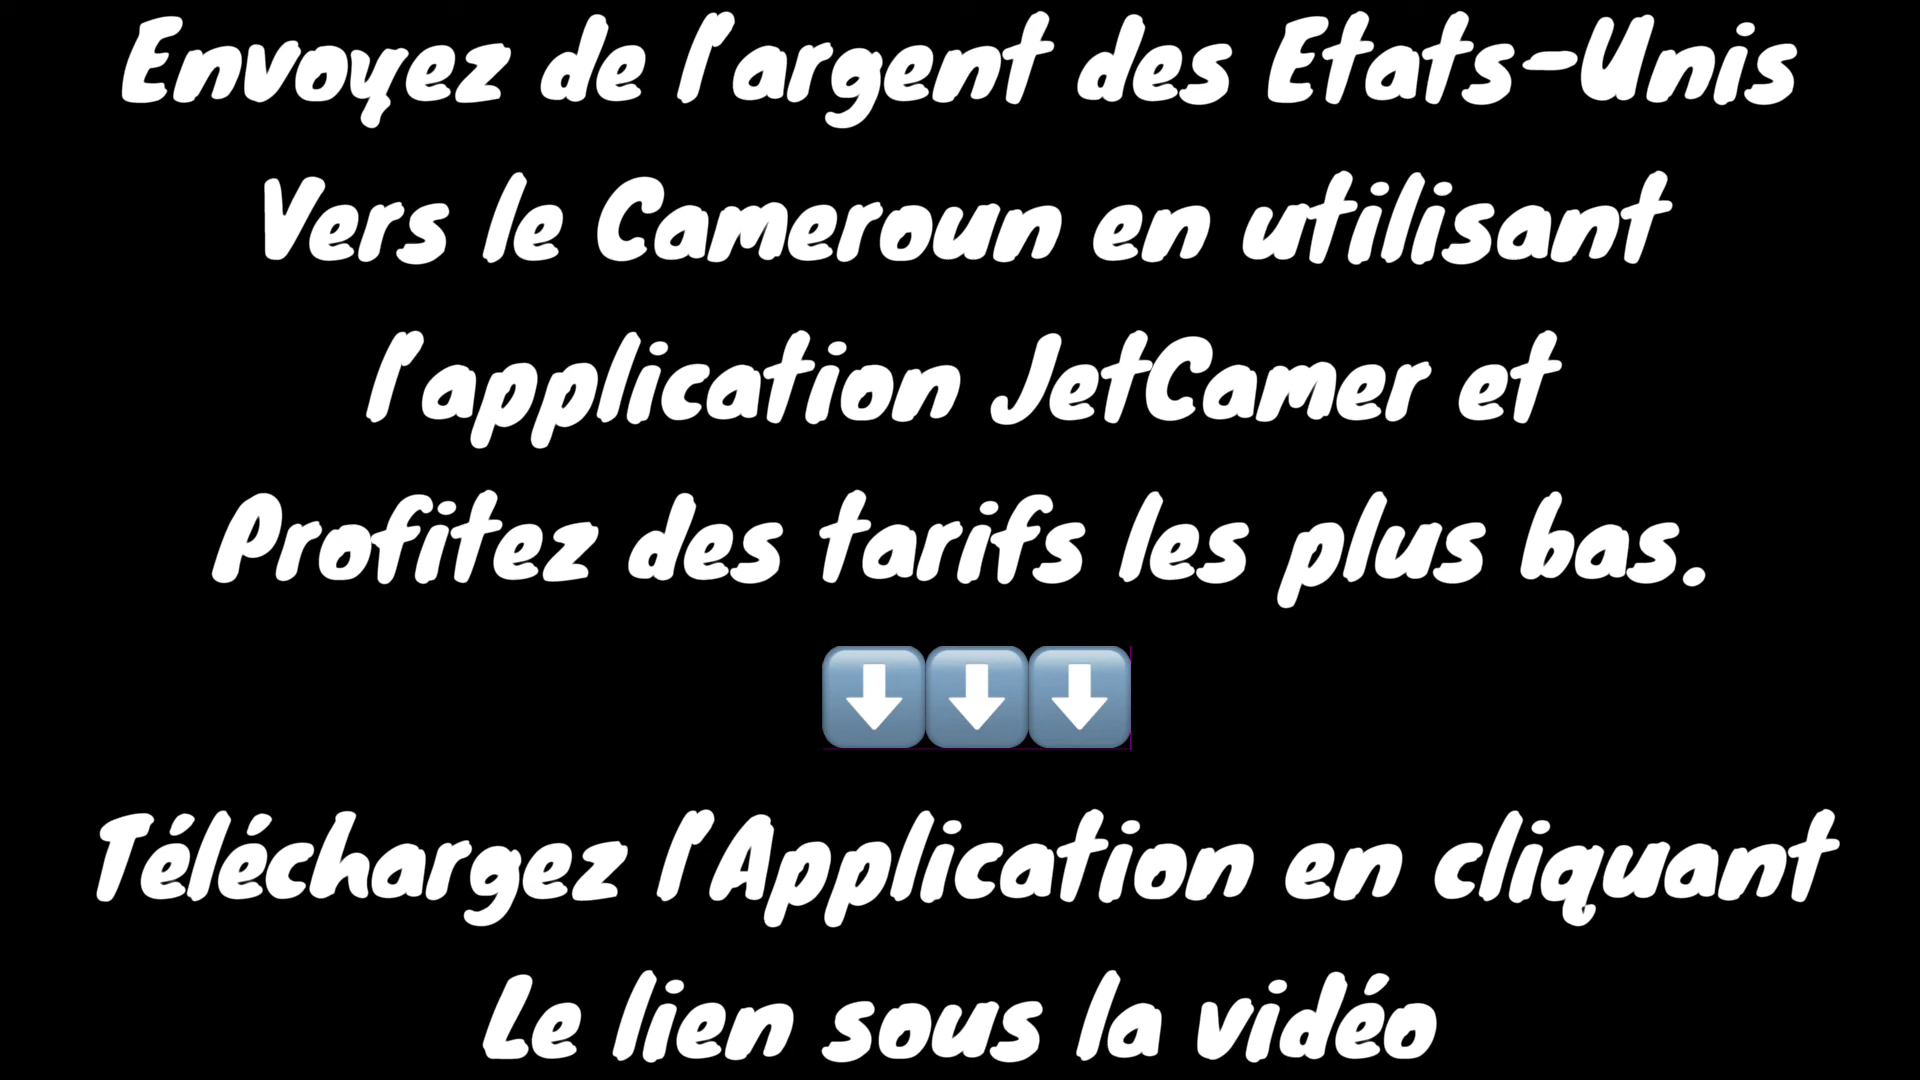 Envoyez de l'argent des Etats-Unis
Vers le Cameroun en utilisant
l'application JetCamer et
Profitez des tarifs les plus bas.
⬇️⬇️⬇️
Téléchargez l'Application en cliquant
Le lien sous la vidéo